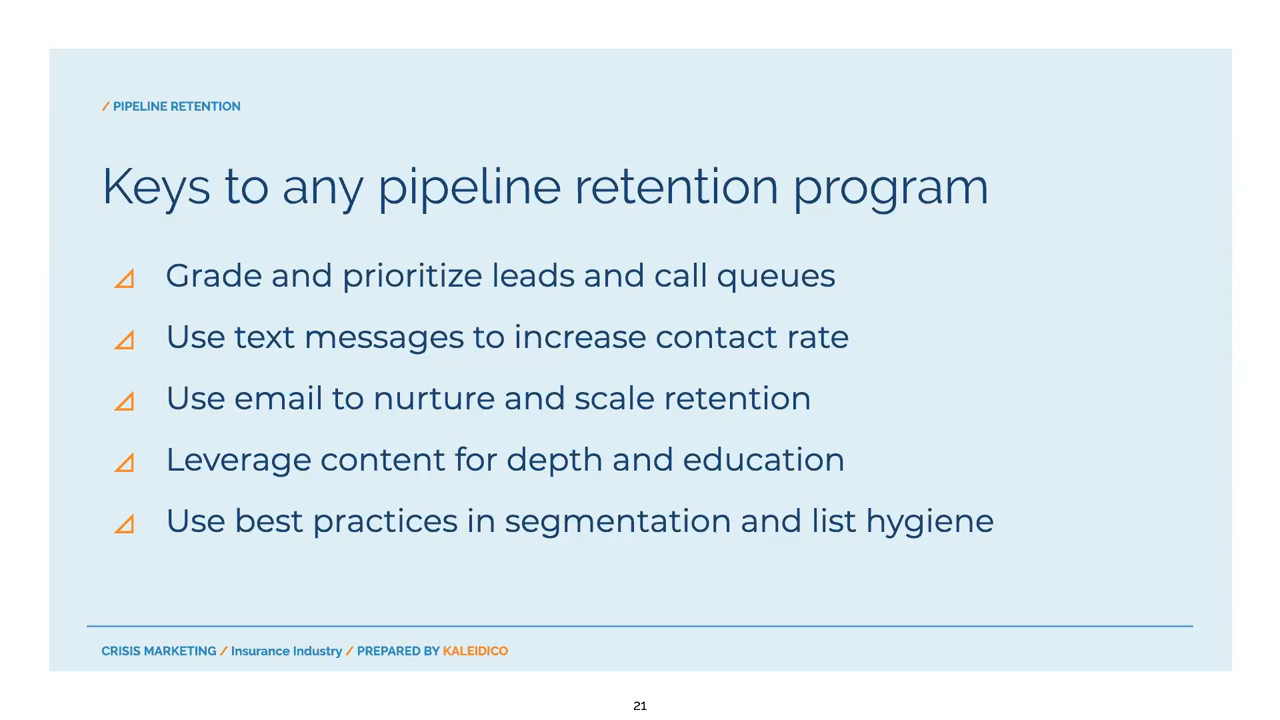 / PIPELINE RETENTION
Keys to any pipeline retention program
Grade and prioritize leads and call queues
Use text messages to increase contact rate
Use email to nurture and scale retention
Leverage content for depth and education
Use best practices in segmentation and list hygiene
CRISIS MARKETING / Insurance Industry / PREPARED BY KALEIDICO
21